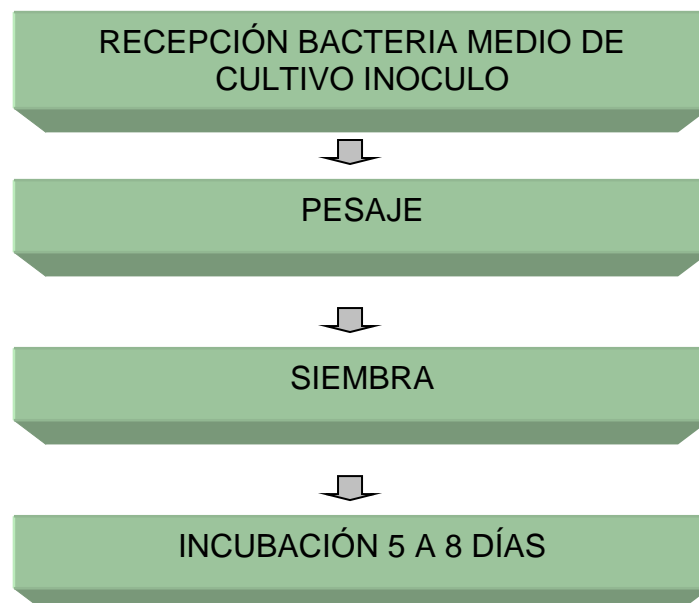 RECEPCIÓN BACTERIA MEDIO DE
CULTIVO INOCULO
PESAJE
SIEMBRA
INCUBACIÓN 5 A 8 DÍAS